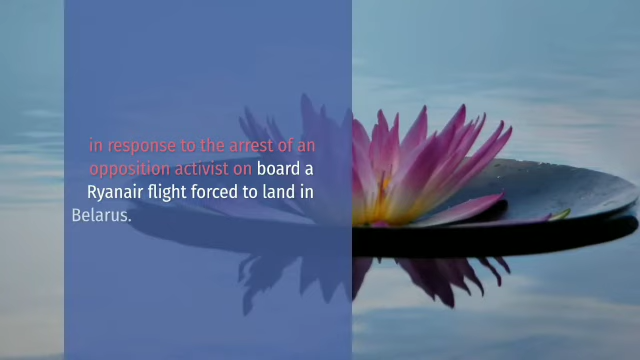 in response to the arrest of an
opposition activist on board a
Ryanair flight forced to land in
Belarus.